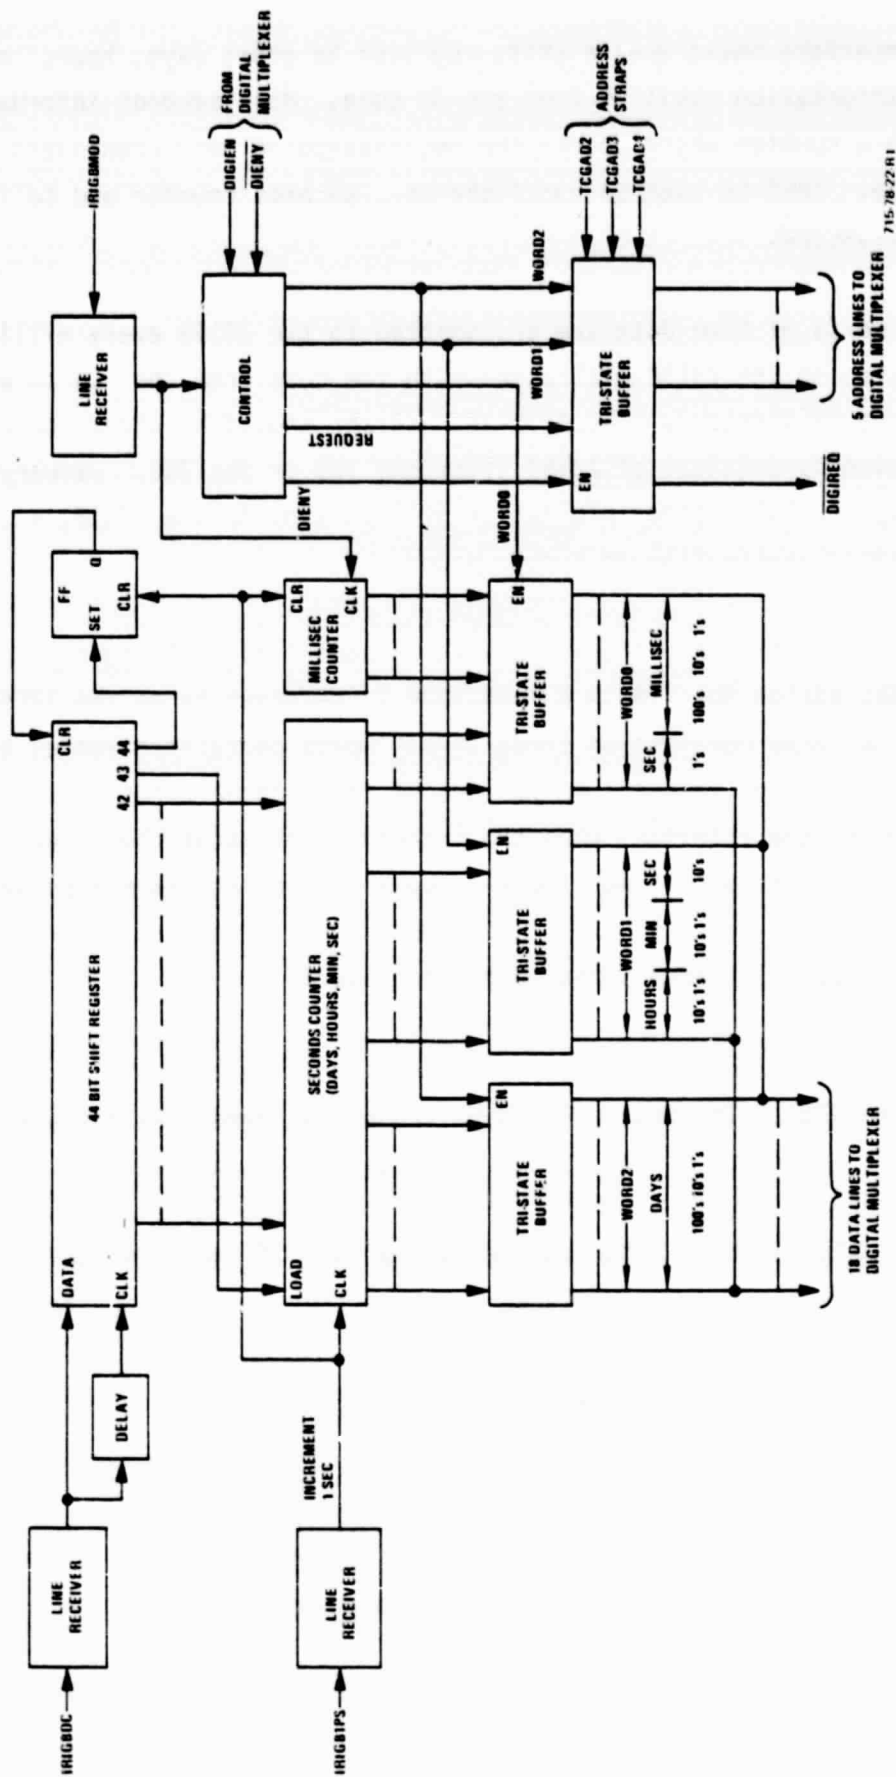 IRIGBDC
LINE
RECEIVER
DELAY
DATA
CLK
44 BIT SHIFT REGISTER
CLR
42 43 44
FF
SET
Q
CLR
LINE
RECEIVER
IRIGBMOD
IRIGB1PS
LINE
RECEIVER
INCREMENT
1 SEC
LOAD
CLK
SECONDS COUNTER
(DAYS, HOURS, MIN, SEC)
CLR
MILLISEC
COUNTER
CLK
CONTROL
DIGIEN
DIENY
FROM
DIGITAL
MULTIPLEXER
DIENY
REQUEST
WORD0
WORD1
WORD2
TRI-STATE
BUFFER
EN
TRI-STATE
BUFFER
EN
TRI-STATE
BUFFER
EN
EN
TRI-STATE
BUFFER
TCGAD2
TCGAD3
TCGAD4
ADDRESS
STRAPS
WORD2
DAYS
100's 10's 1's
WORD1
HOURS MIN SEC
10's 1's 10's 1's 10's
WORD0
SEC MILLISEC
1's 100's 10's 1's
18 DATA LINES TO
DIGITAL MULTIPLEXER
DIGIREQ
5 ADDRESS LINES TO
DIGITAL MULTIPLEXER
715-78-22-R1